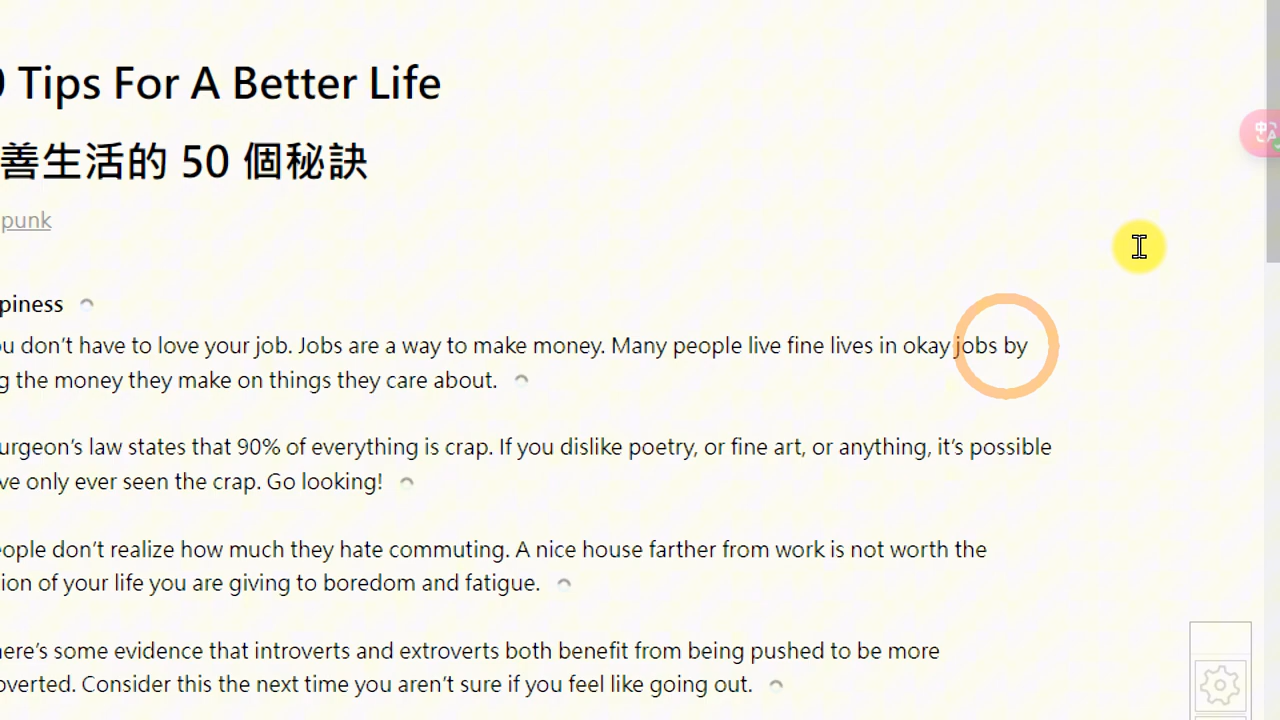 Tips For A Better Life
善生活的 50 個秘訣
punk
piness
u don't have to love your job. Jobs are a way to make money. Many people live fine lives in okay jobs by
g the money they make on things they care about.
urgeon's law states that 90% of everything is crap. If you dislike poetry, or fine art, or anything, it's possible
ve only ever seen the crap. Go looking!
eople don't realize how much they hate commuting. A nice house farther from work is not worth the
ion of your life you are giving to boredom and fatigue.
here's some evidence that introverts and extroverts both benefit from being pushed to be more
overted. Consider this the next time you aren't sure if you feel like going out.